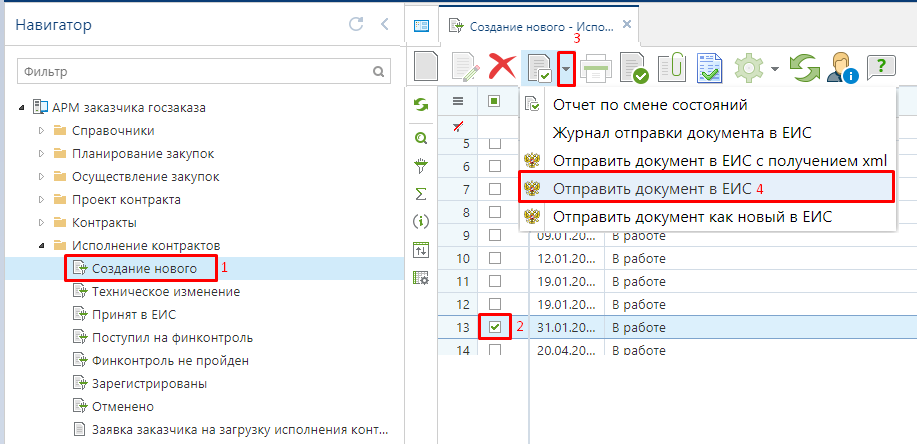 Навигатор
Фильтр
АРМ заказчика госзаказа
Справочники
Планирование закупок
Осуществление закупок
Проект контракта
Контракты
Исполнение контрактов
Создание нового 1
Техническое изменение
Принят в ЕИС
Поступил на финконтроль
Финконтроль не пройден
Зарегистрированы
Отменено
Заявка заказчика на загрузку исполнения конт...
Создание нового - Испо...
3
Отчет по смене состояний
Журнал отправки документа в ЕИС
Отправить документ в ЕИС с получением xml
Отправить документ в ЕИС 4
Отправить документ как новый в ЕИС
5
6
7
8
9 09.01.20... В работе
10 12.01.20... В работе
11 19.01.20... В работе
12 19.01.20... В работе
13 2 31.01.20... В работе
14 20.04.20... В работе